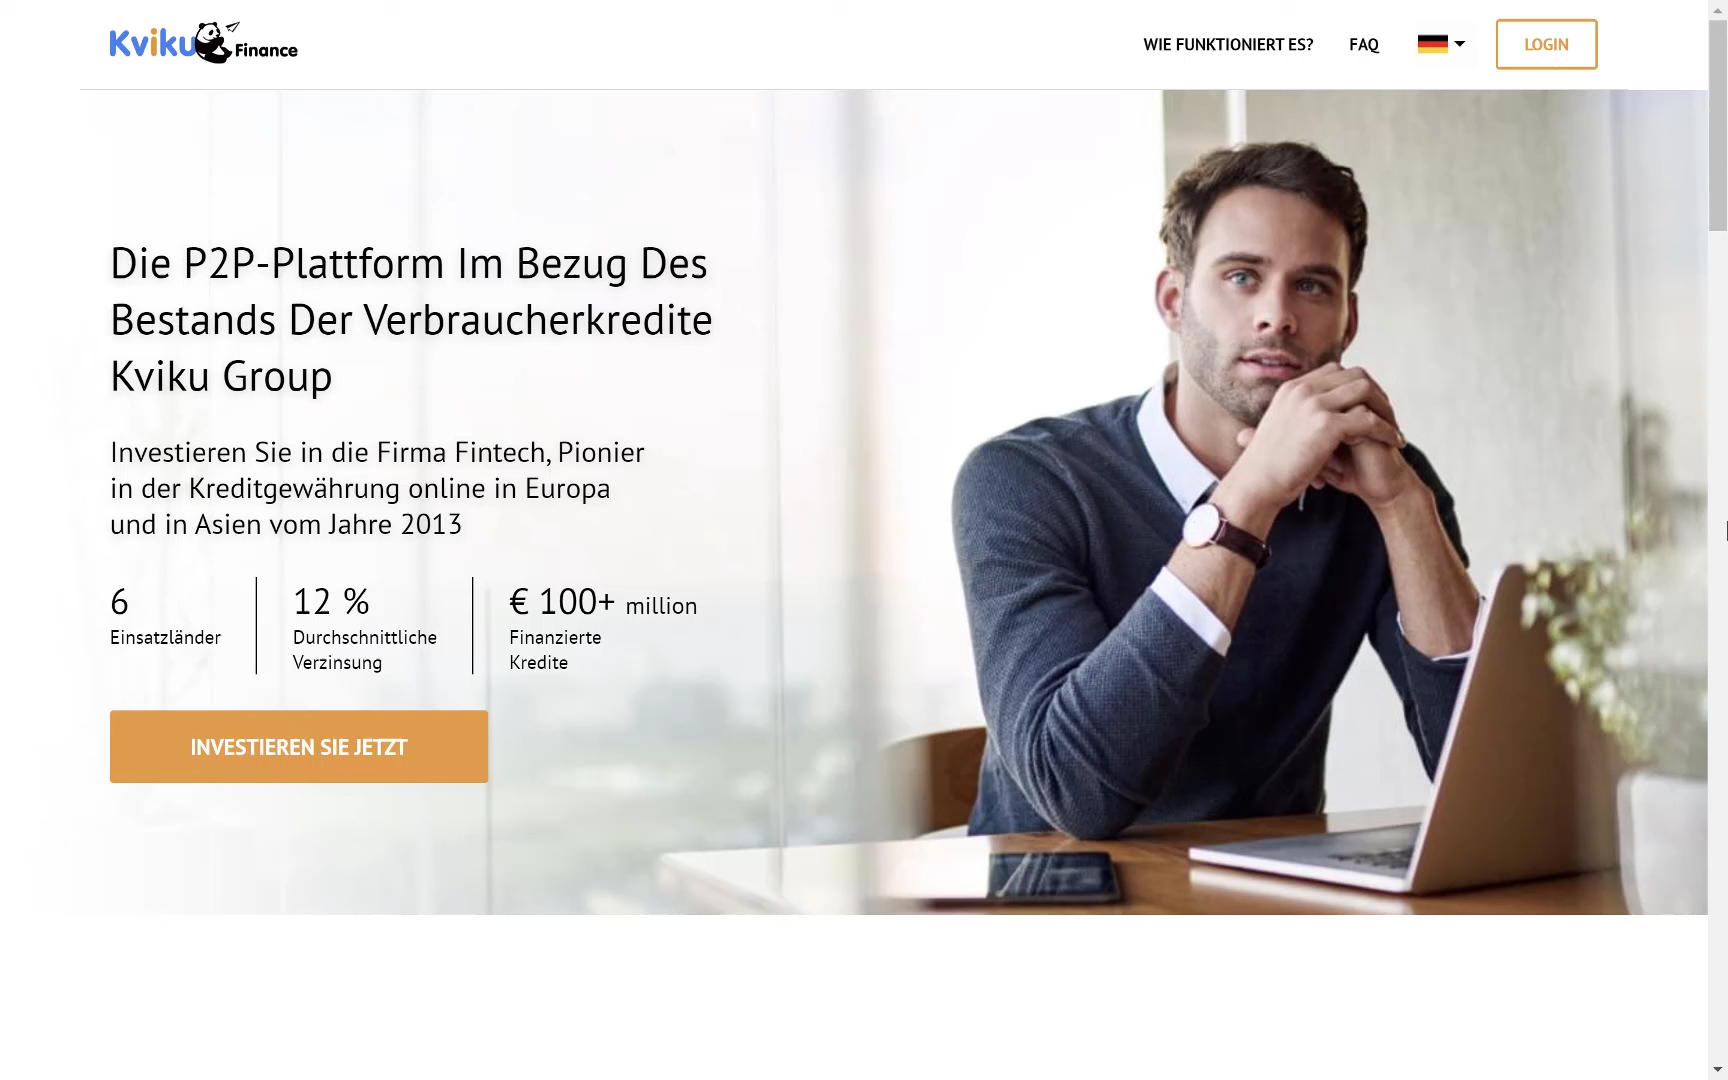 Kviku Finance
WIE FUNKTIONIERT ES?
FAQ
LOGIN
Die P2P-Plattform Im Bezug Des
Bestands Der Verbraucherkredite
Kviku Group
Investieren Sie in die Firma Fintech, Pionier
in der Kreditgewährung online in Europa
und in Asien vom Jahre 2013
6
Einsatzländer
12 %
Durchschnittliche
Verzinsung
€ 100+ million
Finanzierte
Kredite
INVESTIEREN SIE JETZT